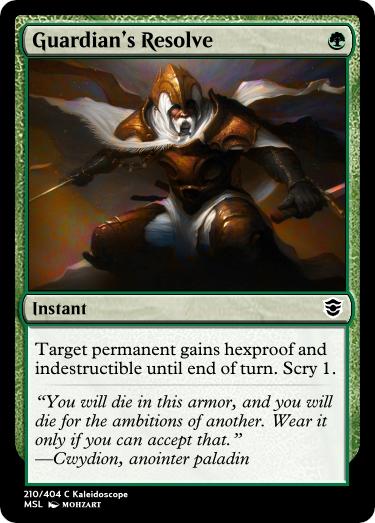 Guardian's Resolve
Instant
Target permanent gains hexproof and
indestructible until end of turn. Scry 1.
“You will die in this armor, and you will
die for the ambitions of another. Wear it
only if you can accept that.”
—Cwydion, anointer paladin
210/404 C Kaleidoscope
MSL MOHZART